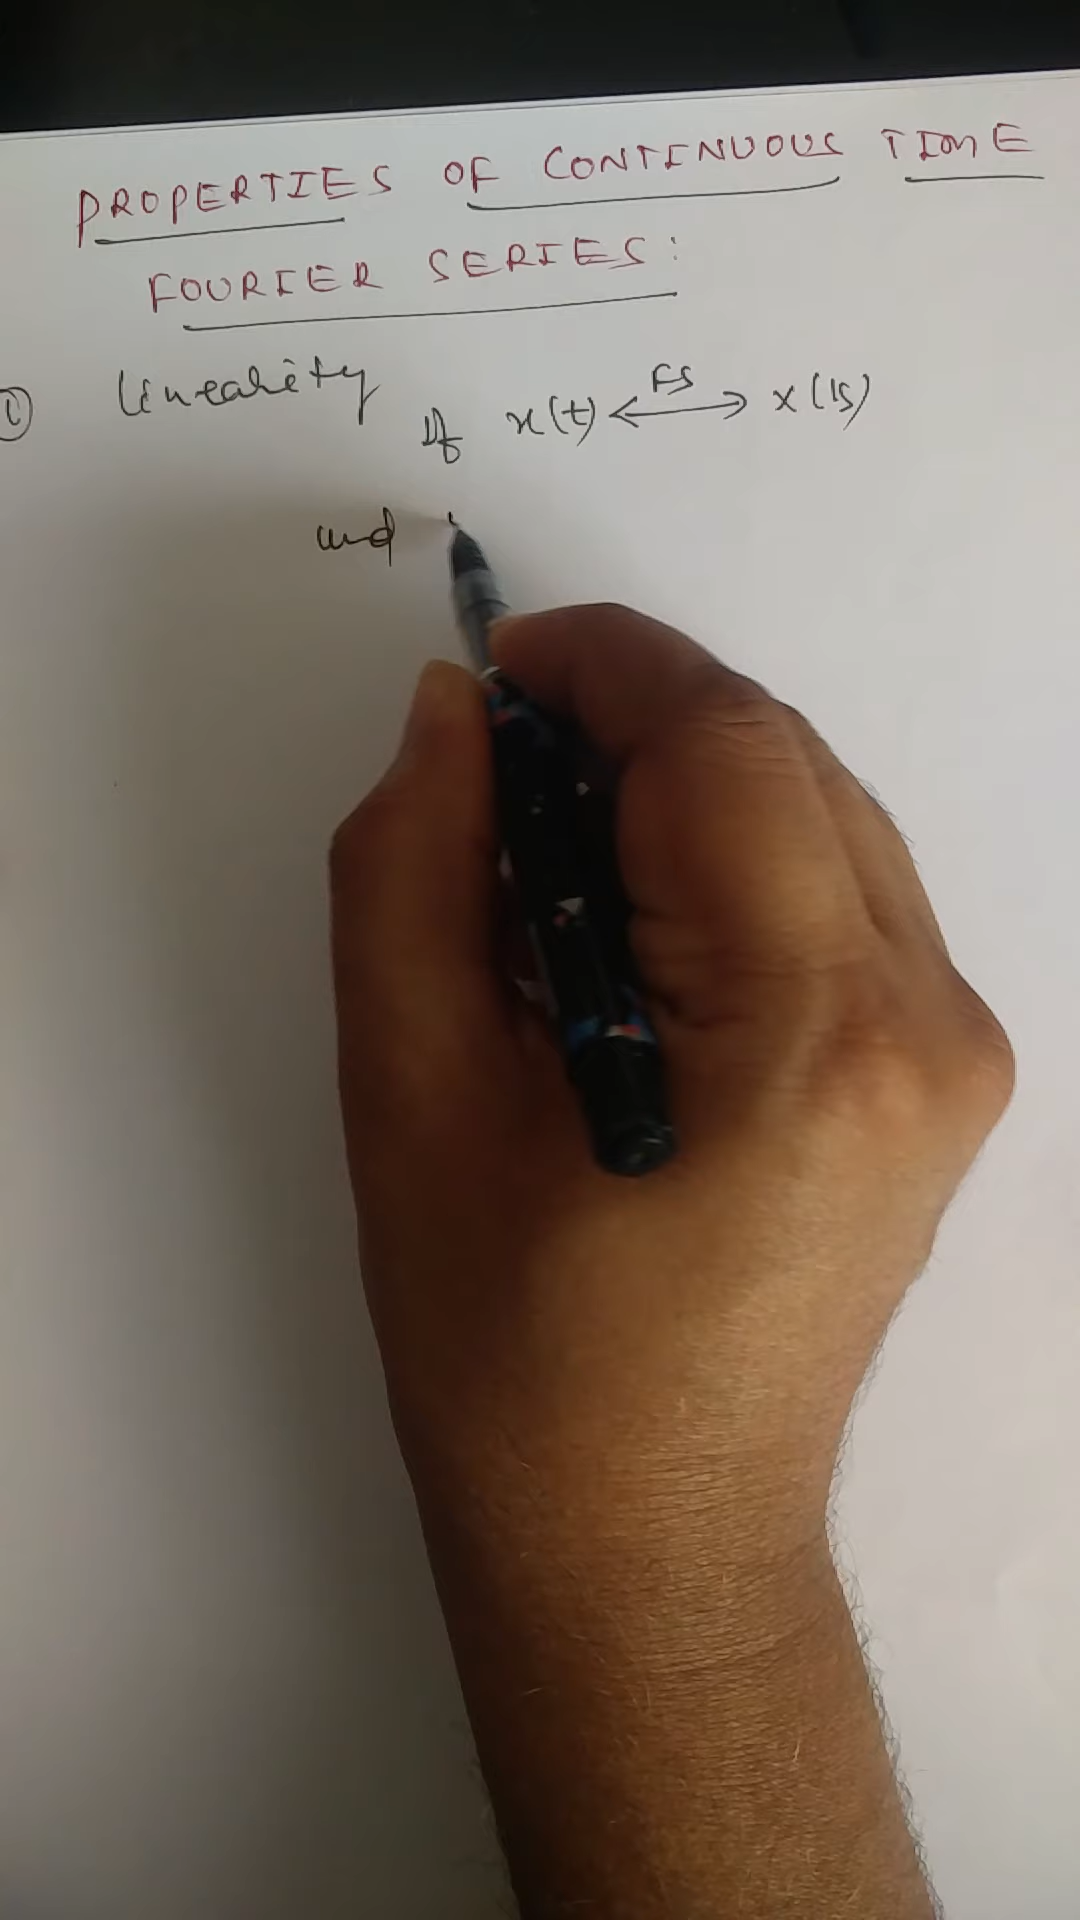 PROPERTIES OF CONTINUOUS TIME
FOURIER SERIES:
① Linearity
If x(t) <--FS--> X(k)
and